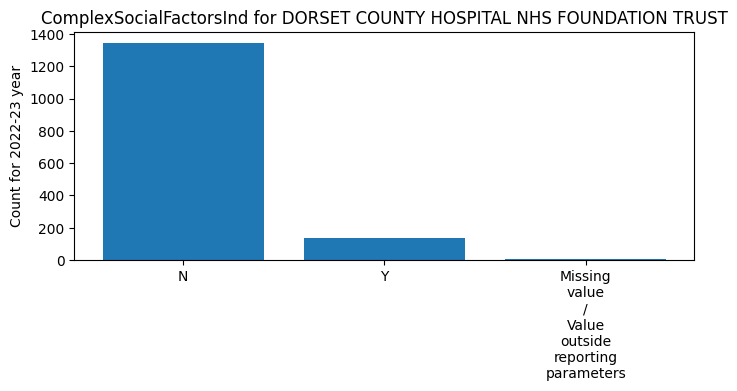 ComplexSocialFactorsInd for DORSET COUNTY HOSPITAL NHS FOUNDATION TRUST
Count for 2022-23 year
1400
1200
1000
800
600
400
200
0
N
Y
Missing
value
/
Value
outside
reporting
parameters